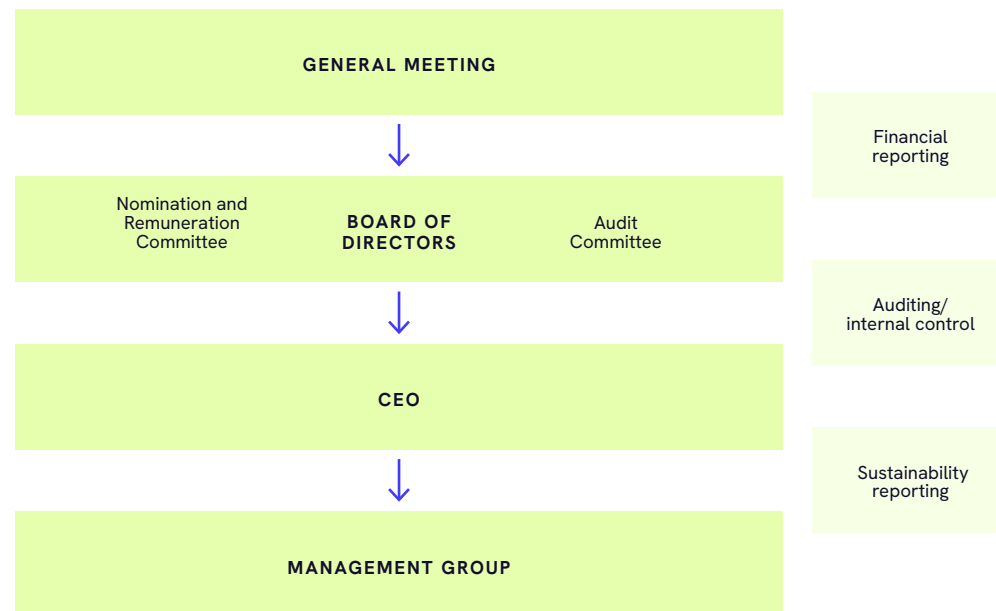 GENERAL MEETING
Financial
reporting
Nomination and
Remuneration
Committee
BOARD OF
DIRECTORS
Audit
Committee
Auditing/
internal control
CEO
Sustainability
reporting
MANAGEMENT GROUP